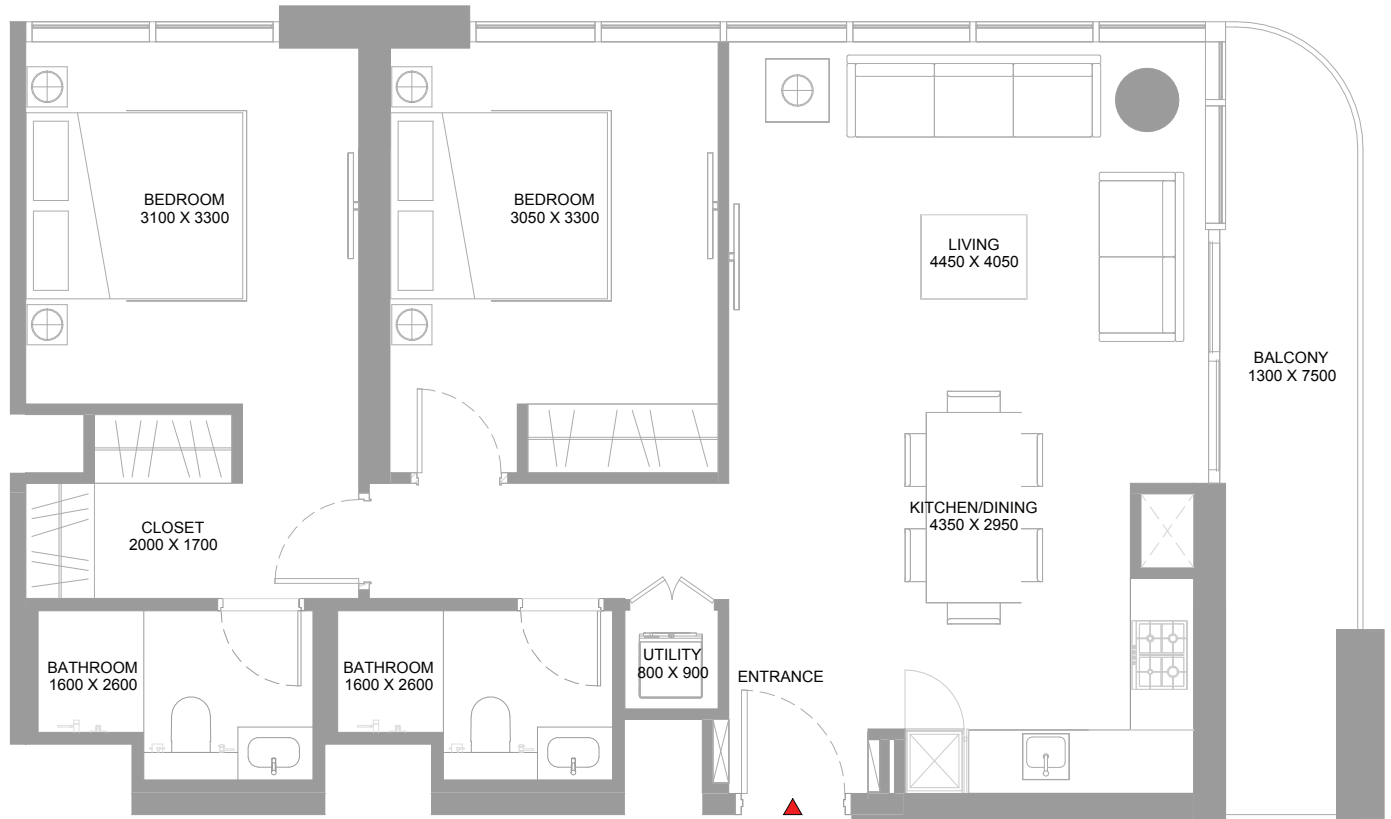 BEDROOM
3100 X 3300
BEDROOM
3050 X 3300
LIVING
4450 X 4050
BALCONY
1300 X 7500
KITCHEN/DINING
4350 X 2950
CLOSET
2000 X 1700
BATHROOM
1600 X 2600
BATHROOM
1600 X 2600
UTILITY
800 X 900
ENTRANCE